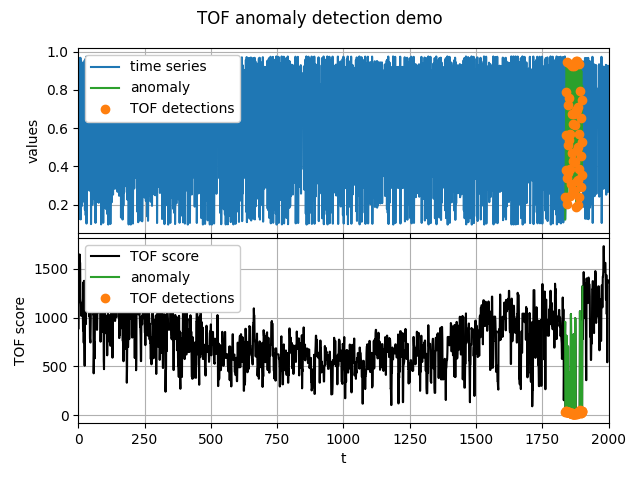 TOF anomaly detection demo
1.0
0.8
0.6
0.4
0.2
values
time series
anomaly
TOF detections
1500
1000
500
0
TOF score
TOF score
anomaly
TOF detections
0 250 500 750 1000 1250 1500 1750 2000
t